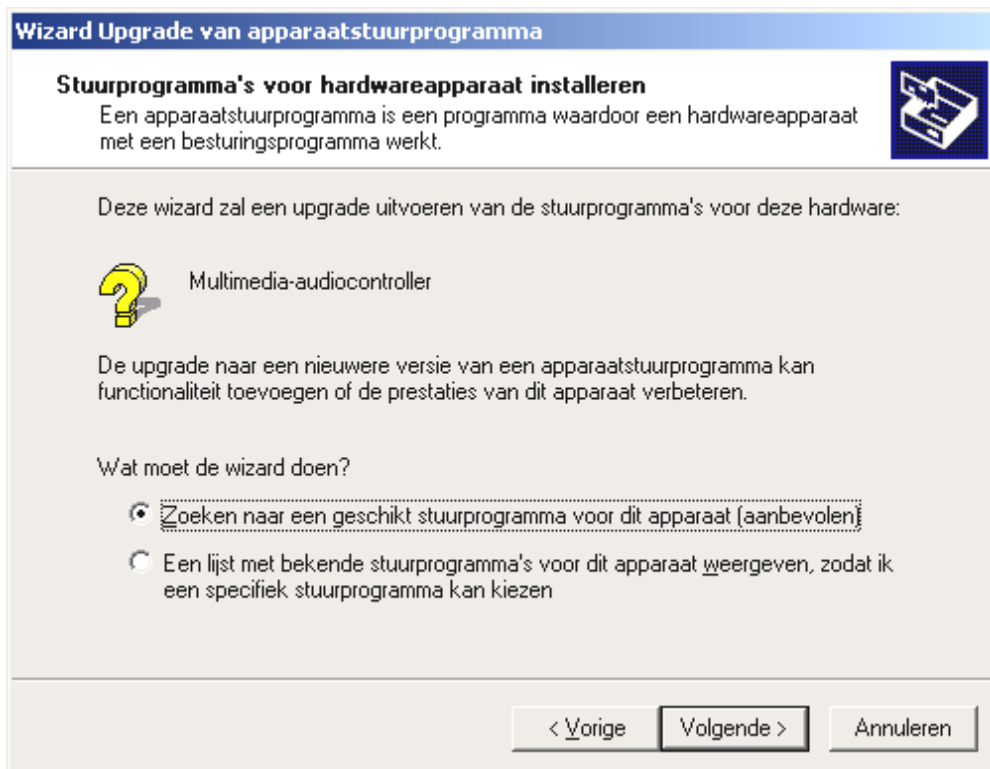 Wizard Upgrade van apparaatstuurprogramma
Stuurprogramma's voor hardwareapparaat installeren
Een apparaatstuurprogramma is een programma waardoor een hardwareapparaat
met een besturingsprogramma werkt.
Deze wizard zal een upgrade uitvoeren van de stuurprogramma's voor deze hardware:
Multimedia-audiocontroller
De upgrade naar een nieuwere versie van een apparaatstuurprogramma kan
functionaliteit toevoegen of de prestaties van dit apparaat verbeteren.
Wat moet de wizard doen?
Zoeken naar een geschikt stuurprogramma voor dit apparaat (aanbevolen)
Een lijst met bekende stuurprogramma's voor dit apparaat weergeven, zodat ik
een specifiek stuurprogramma kan kiezen
< Vorige Volgende > Annuleren